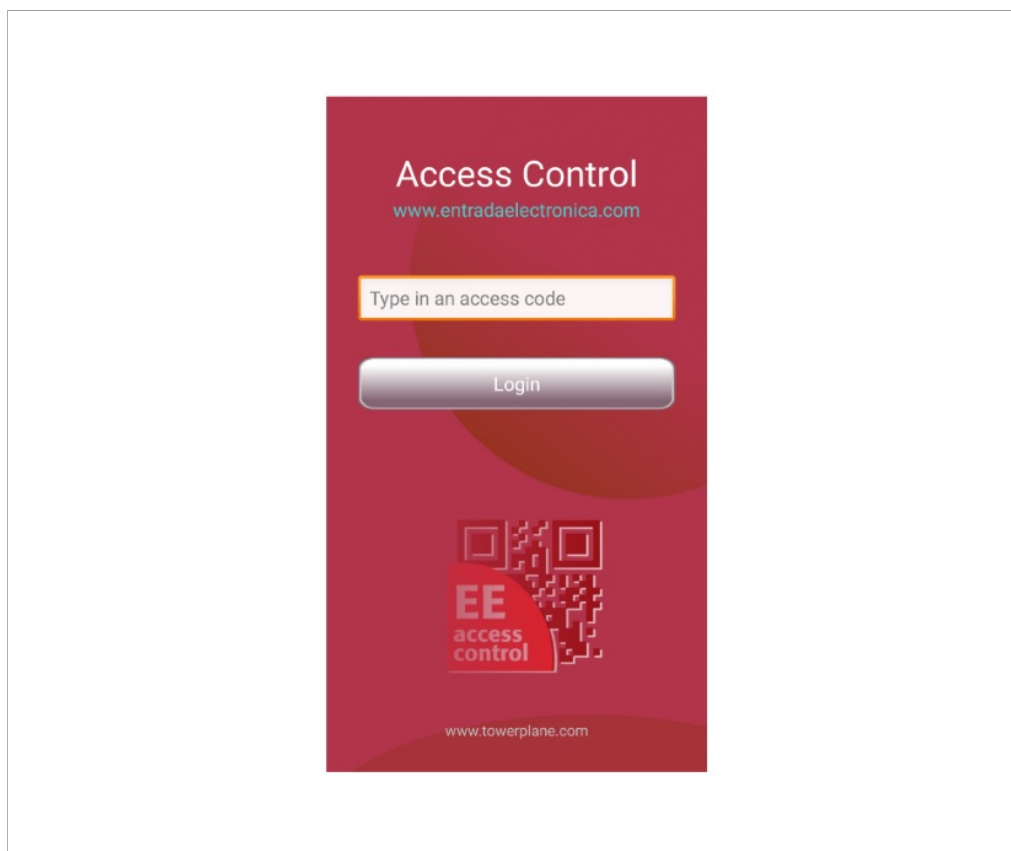 Access Control
www.entradaelectronica.com
Type in an access code
Login
EE
access
control
www.towerplane.com